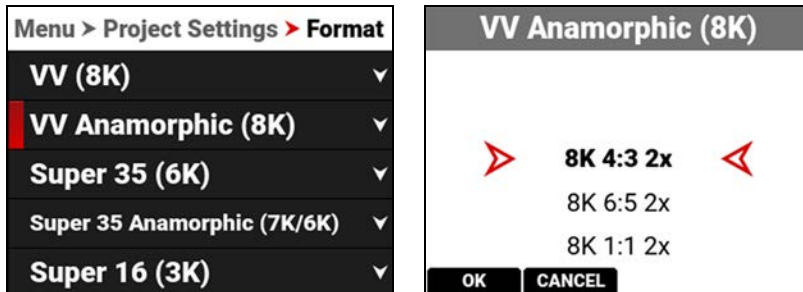 Menu > Project Settings > Format
VV (8K)
VV Anamorphic (8K)
Super 35 (6K)
Super 35 Anamorphic (7K/6K)
Super 16 (3K)
VV Anamorphic (8K)
8K 4:3 2x
8K 6:5 2x
8K 1:1 2x
OK CANCEL